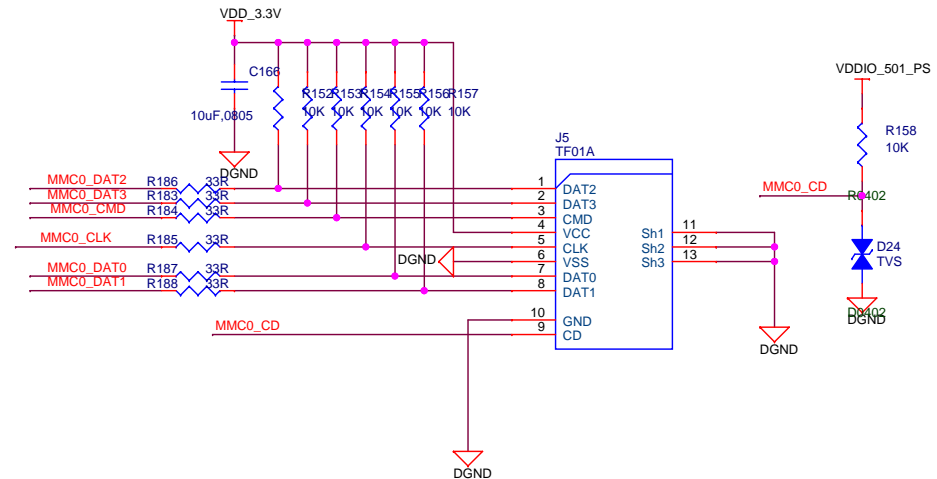 VDD_3.3V
C166
10uF,0805
DGND
R152
10K
R153
10K
R154
10K
R155
10K
R156
10K
R157
10K
VDDIO_501_PS
R158
10K
MMC0_CD
R0402
D24
TVS
D0402
DGND
J5
TF01A
MMC0_DAT2
R186
33R
1
DAT2
MMC0_DAT3
R183
33R
2
DAT3
MMC0_CMD
R184
33R
3
CMD
4
VCC
Sh1
11
MMC0_CLK
R185
33R
5
CLK
Sh2
12
DGND
6
VSS
Sh3
13
MMC0_DAT0
R187
33R
7
DAT0
MMC0_DAT1
R188
33R
8
DAT1
10
GND
MMC0_CD
9
CD
DGND
DGND